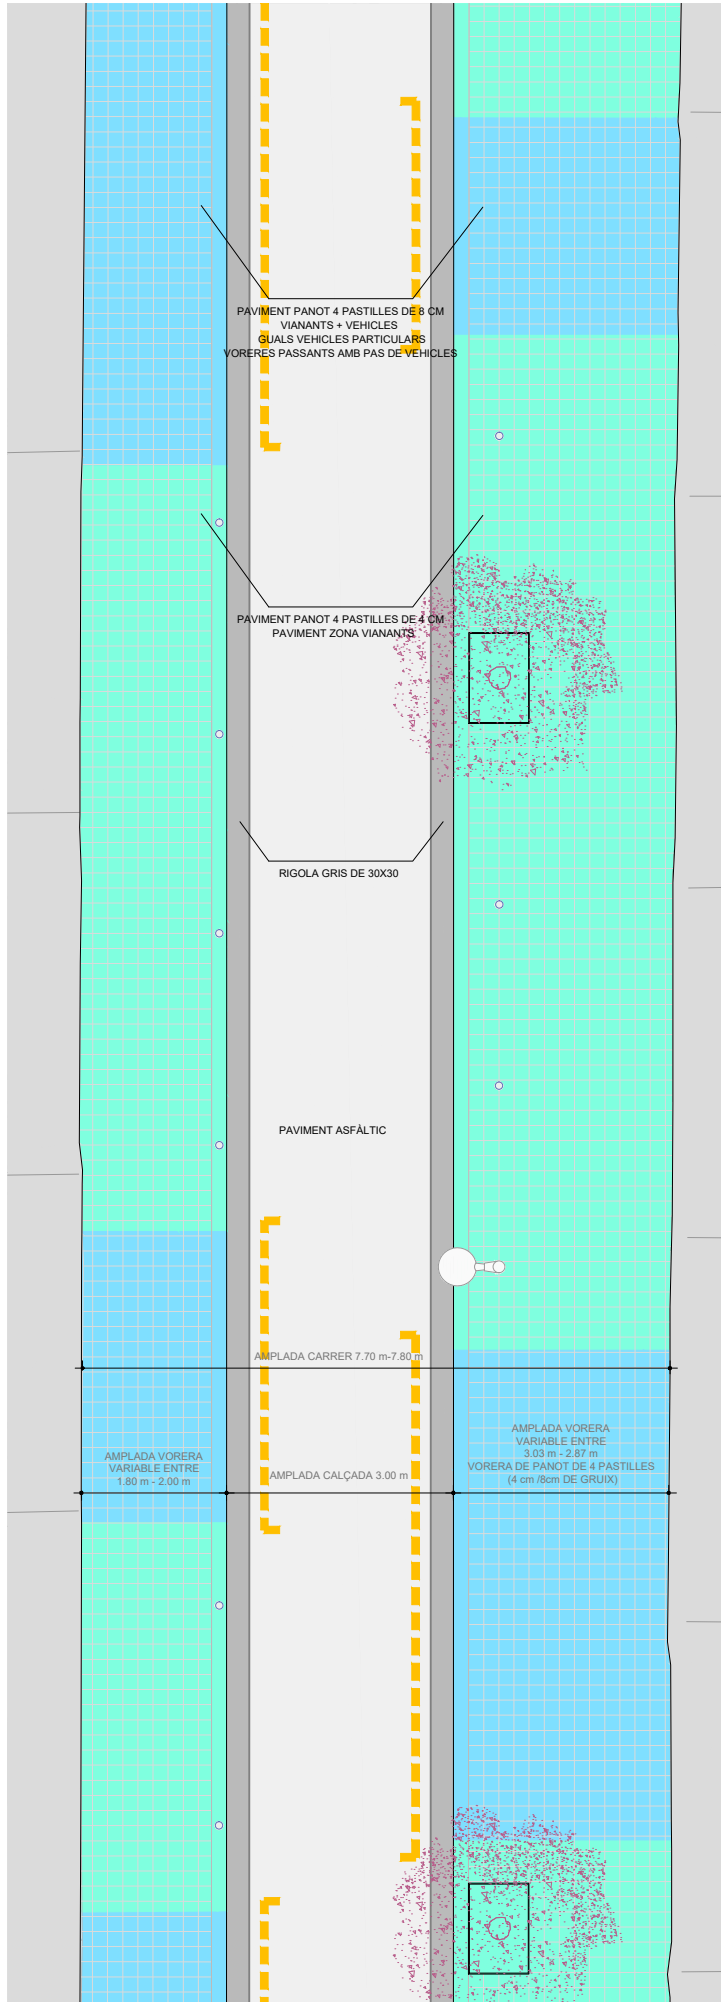 PAVIMENT PANOT 4 PASTILLES DE 8 CM
VIANANTS + VEHICLES
GUALS VEHICLES PARTICULARS
VORERES PASSANTS AMB PAS DE VEHICLES
PAVIMENT PANOT 4 PASTILLES DE 4 CM
PAVIMENT ZONA VIANANTS
RIGOLA GRIS DE 30X30
PAVIMENT ASFÀLTIC
AMPLADA CARRER 7.70 m-7.80 m
AMPLADA VORERA
VARIABLE ENTRE
1.80 m - 2.00 m
AMPLADA CALÇADA 3.00 m
AMPLADA VORERA
VARIABLE ENTRE
3.03 m - 2.87 m
VORERA DE PANOT DE 4 PASTILLES
(4 cm /8cm DE GRUIX)